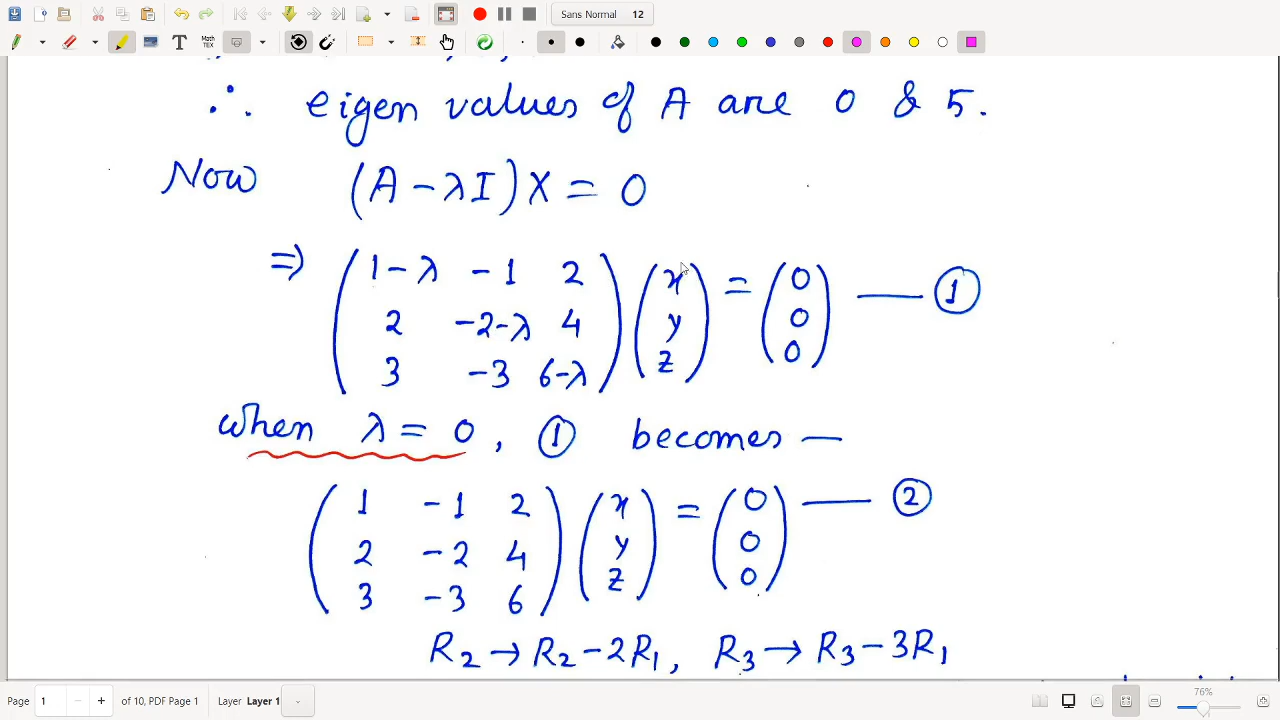 Sans Normal 12
Math TEX
∴ eigen values of A are 0 & 5.
Now (A - λI)X = 0
⇒ ( 1-λ -1 2 ) ( x ) = ( 0 ) —— ①
2 -2-λ 4 y 0
3 -3 6-λ z 0
when λ = 0, ① becomes —
( 1 -1 2 ) ( x ) = ( 0 ) —— ②
2 -2 4 y 0
3 -3 6 z 0
R₂ → R₂ - 2R₁, R₃ → R₃ - 3R₁
Page 1 of 10, PDF Page 1 Layer Layer 1 76%